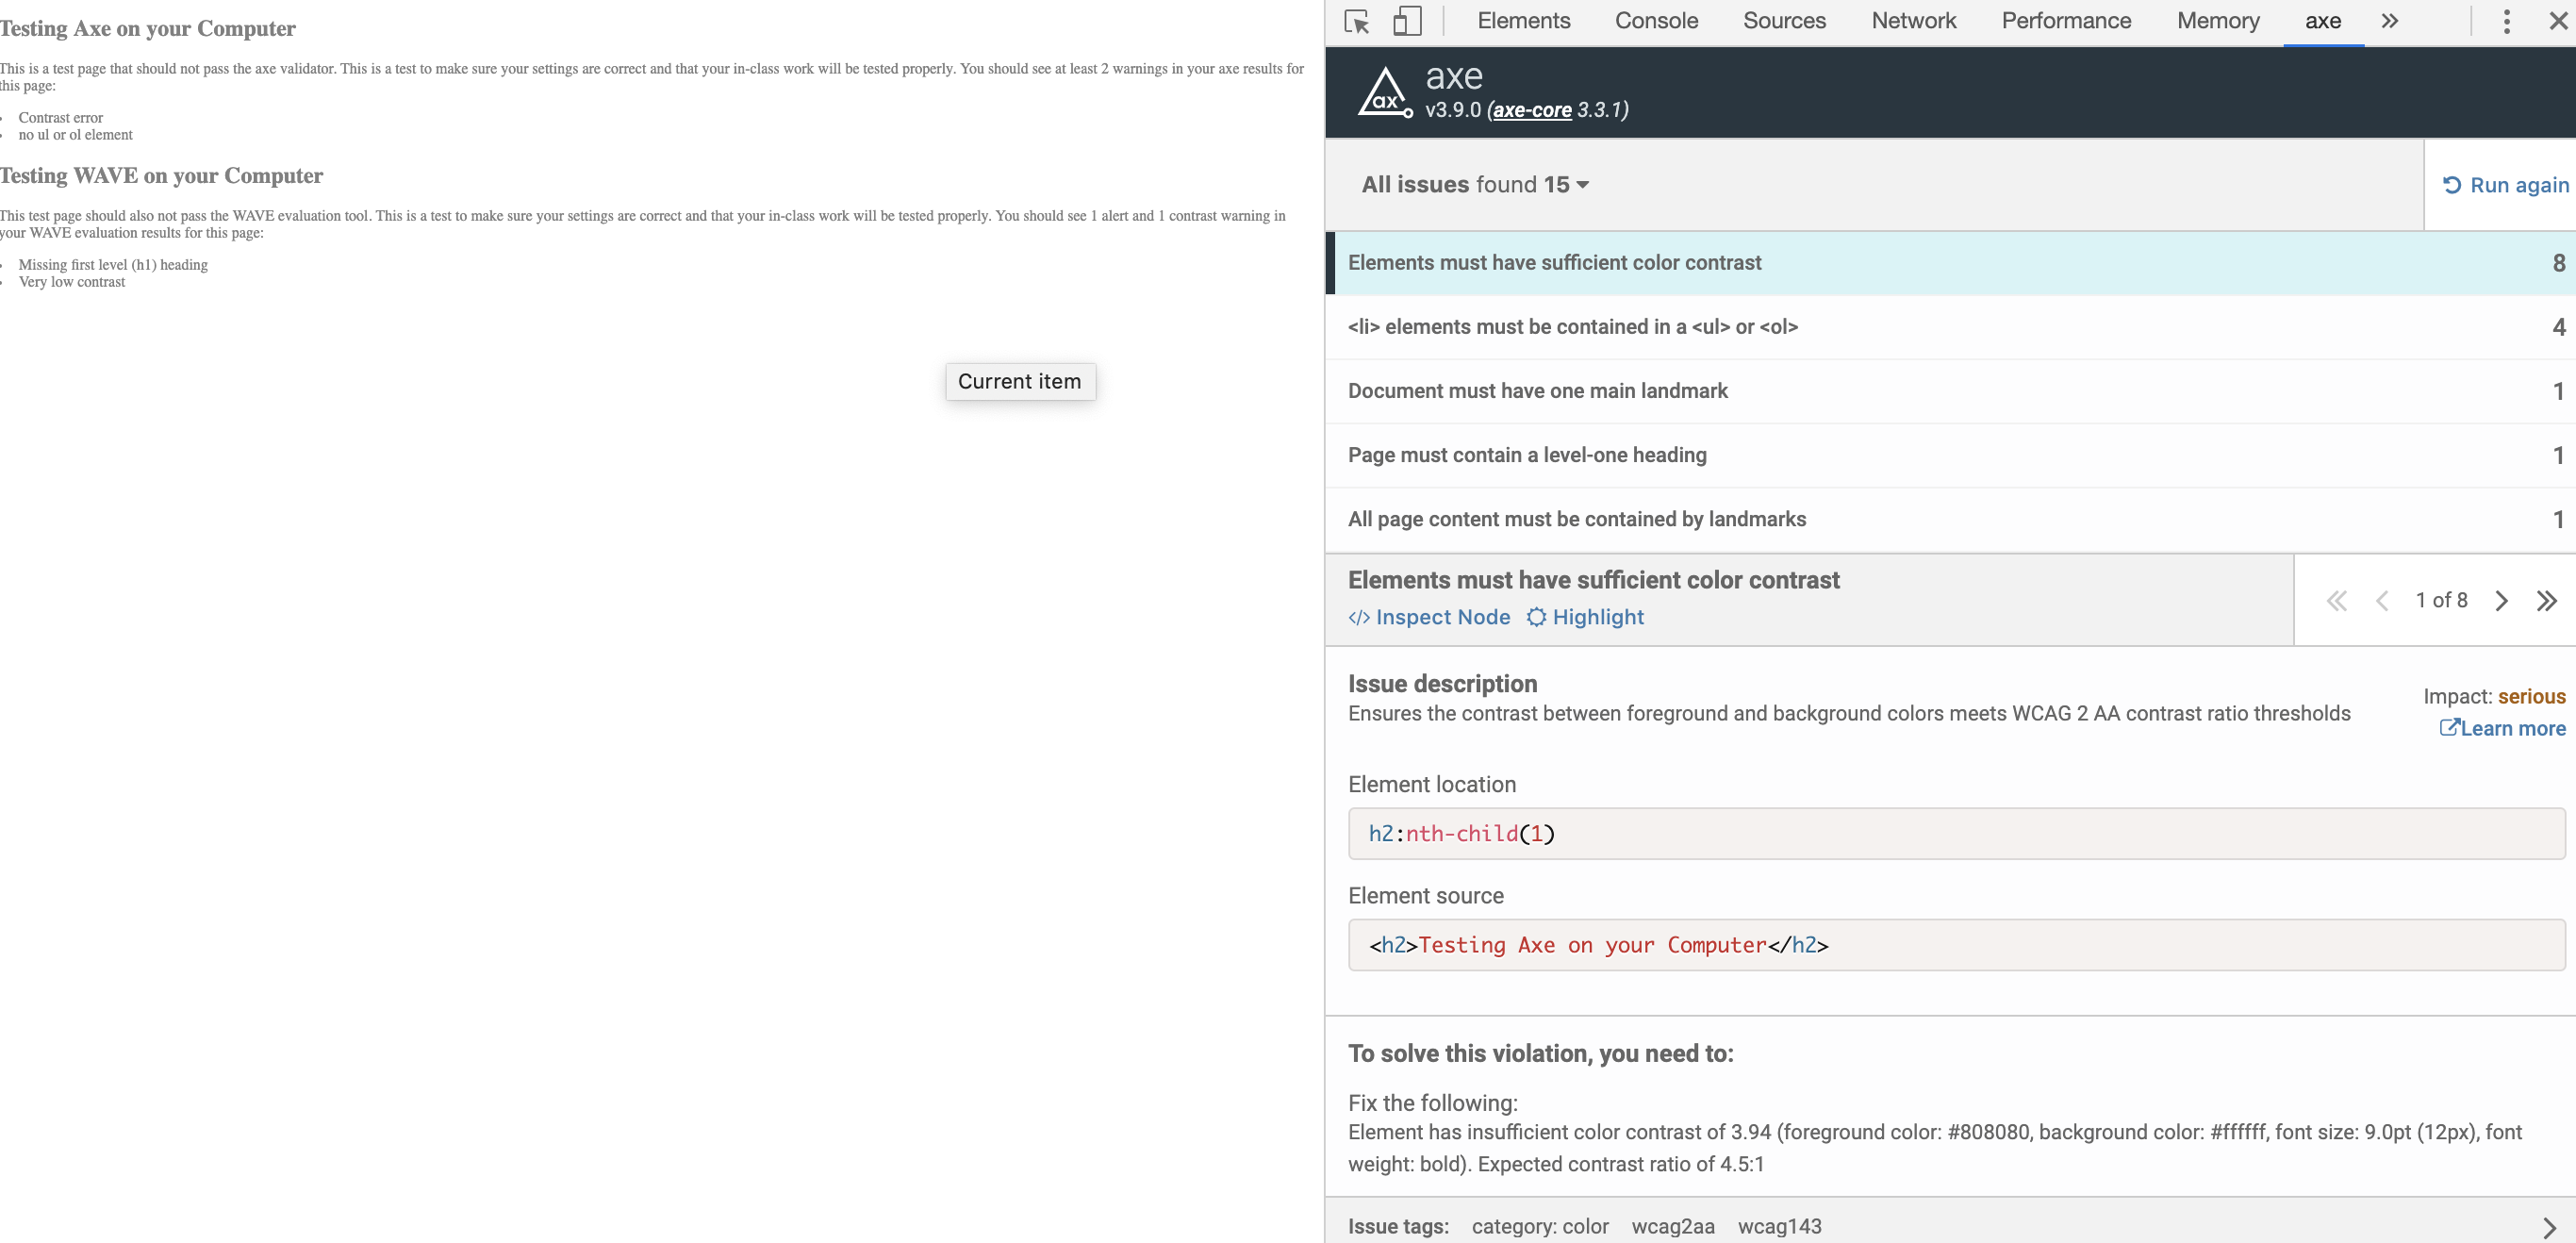 Testing Axe on your Computer
This is a test page that should not pass the axe validator. This is a test to make sure your settings are correct and that your in-class work will be tested properly. You should see at least 2 warnings in your axe results for
this page:
Contrast error
no ul or ol element
Testing WAVE on your Computer
This test page should also not pass the WAVE evaluation tool. This is a test to make sure your settings are correct and that your in-class work will be tested properly. You should see 1 alert and 1 contrast warning in
your WAVE evaluation results for this page:
Missing first level (h1) heading
Very low contrast
Current item
Elements Console Sources Network Performance Memory axe
axe
v3.9.0 (axe-core 3.3.1)
All issues found 15
Run again
Elements must have sufficient color contrast 8
<li> elements must be contained in a <ul> or <ol> 4
Document must have one main landmark 1
Page must contain a level-one heading 1
All page content must be contained by landmarks 1
Elements must have sufficient color contrast
</> Inspect Node Highlight
1 of 8
Issue description
Ensures the contrast between foreground and background colors meets WCAG 2 AA contrast ratio thresholds
Impact: serious
Learn more
Element location
h2:nth-child(1)
Element source
<h2>Testing Axe on your Computer</h2>
To solve this violation, you need to:
Fix the following:
Element has insufficient color contrast of 3.94 (foreground color: #808080, background color: #ffffff, font size: 9.0pt (12px), font
weight: bold). Expected contrast ratio of 4.5:1
Issue tags: category: color wcag2aa wcag143